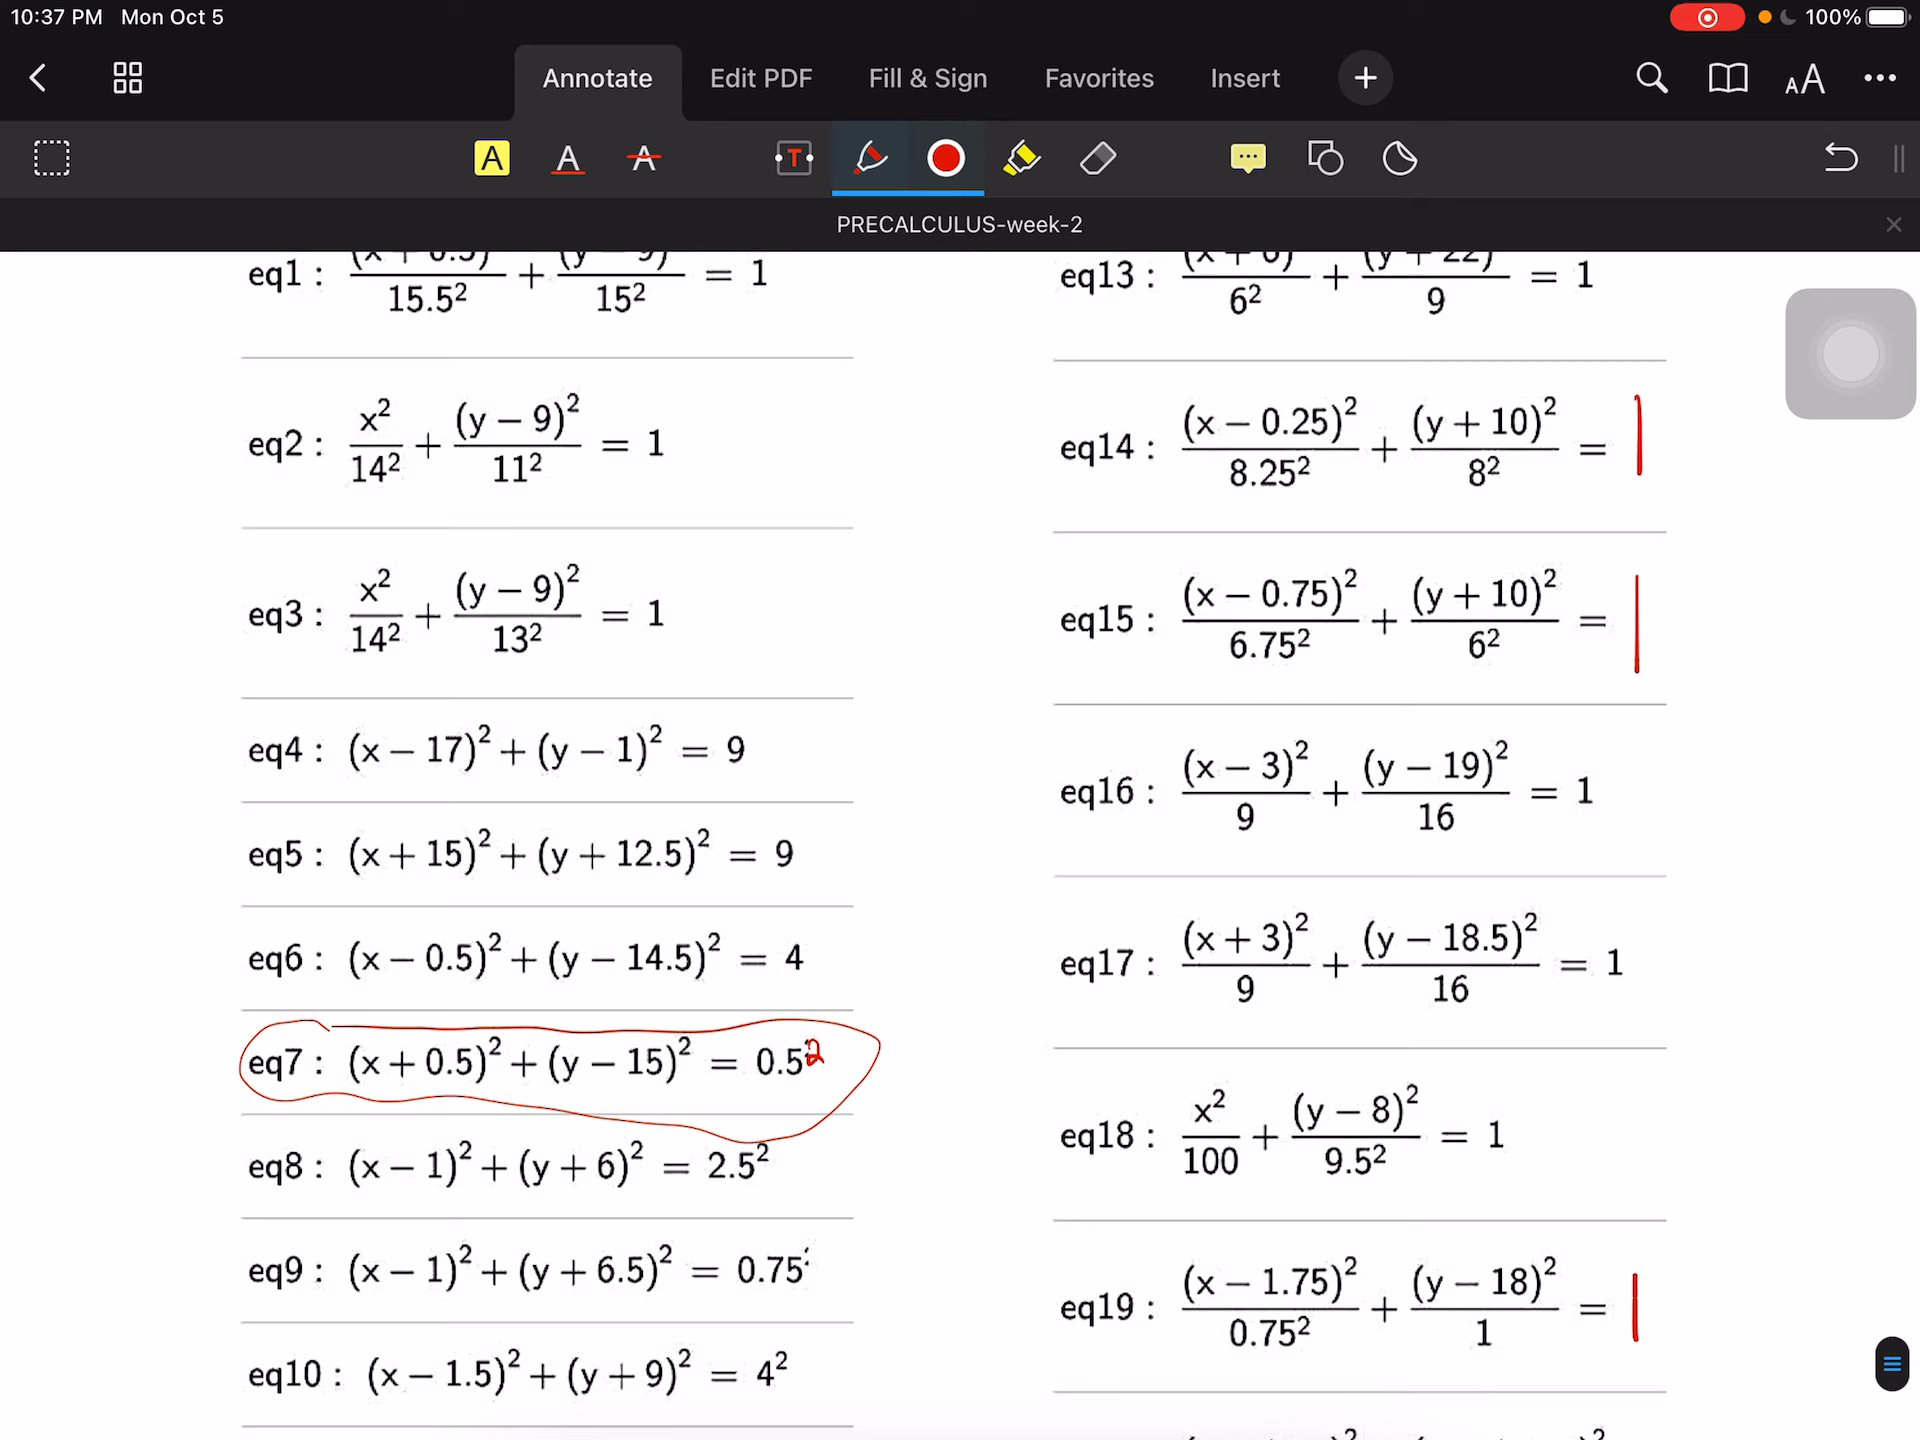 10:37 PM Mon Oct 5
100%
Annotate Edit PDF Fill & Sign Favorites Insert
AA
A A A T
PRECALCULUS-week-2
eq1 : / 15.5² + / 15² = 1
eq2 : x² / 14² + (y − 9)² / 11² = 1
eq3 : x² / 14² + (y − 9)² / 13² = 1
eq4 : (x − 17)² + (y − 1)² = 9
eq5 : (x + 15)² + (y + 12.5)² = 9
eq6 : (x − 0.5)² + (y − 14.5)² = 4
eq7 : (x + 0.5)² + (y − 15)² = 0.5²
eq8 : (x − 1)² + (y + 6)² = 2.5²
eq9 : (x − 1)² + (y + 6.5)² = 0.75
eq10 : (x − 1.5)² + (y + 9)² = 4²
eq13 : / 6² + / 9 = 1
eq14 : (x − 0.25)² / 8.25² + (y + 10)² / 8² = 1
eq15 : (x − 0.75)² / 6.75² + (y + 10)² / 6² = 1
eq16 : (x − 3)² / 9 + (y − 19)² / 16 = 1
eq17 : (x + 3)² / 9 + (y − 18.5)² / 16 = 1
eq18 : x² / 100 + (y − 8)² / 9.5² = 1
eq19 : (x − 1.75)² / 0.75² + (y − 18)² / 1 = 1